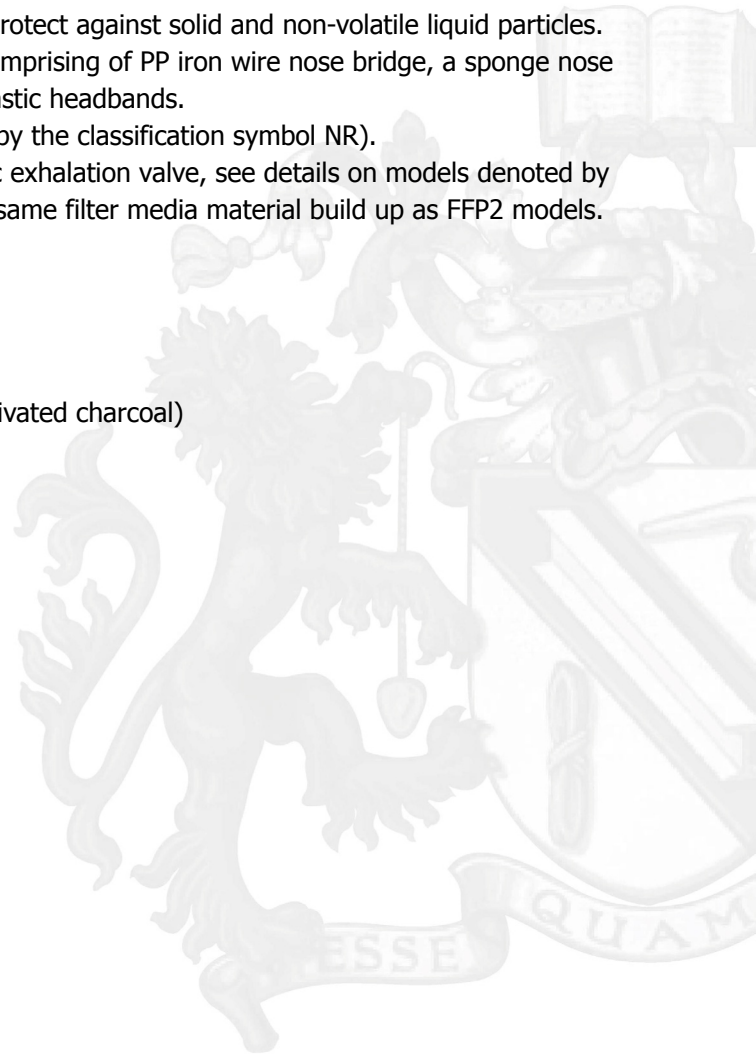 rotect against solid and non-volatile liquid particles.
omprising of PP iron wire nose bridge, a sponge nose
astic headbands.
by the classification symbol NR).
c exhalation valve, see details on models denoted by
same filter media material build up as FFP2 models.
ivated charcoal)
ESSE
QUAM